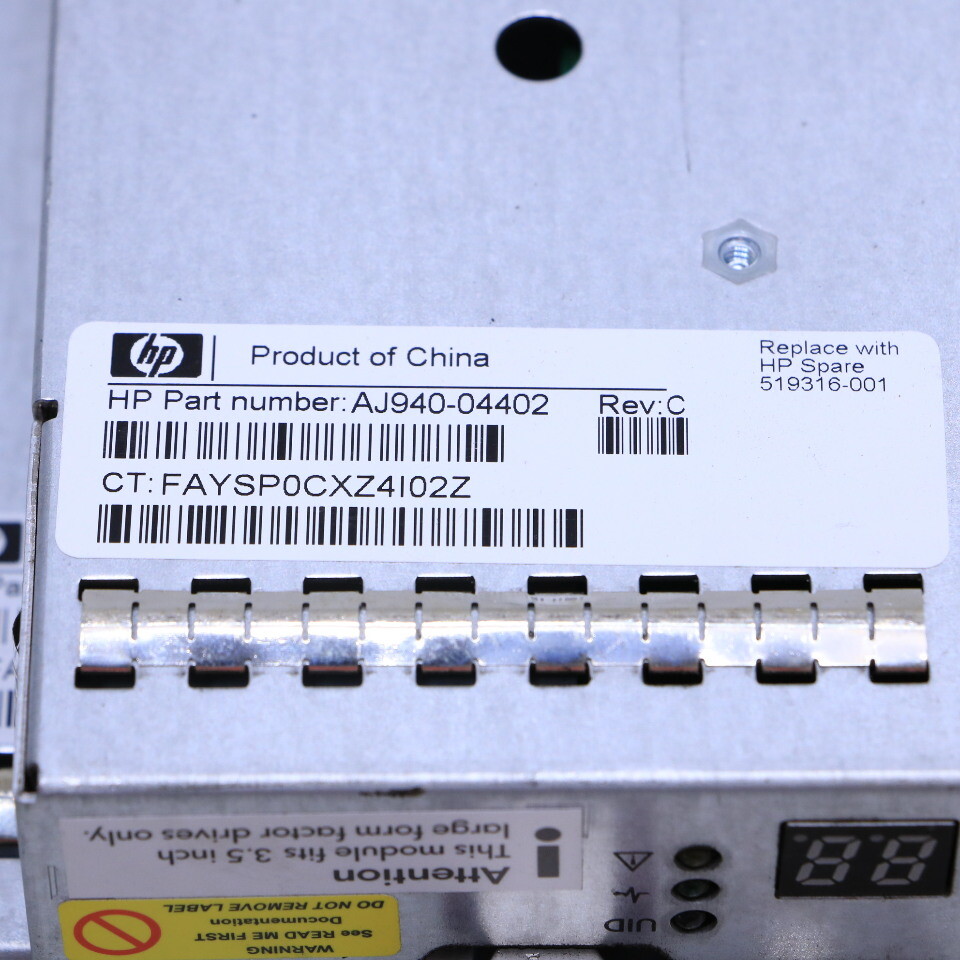 hp
Product of China
Replace with
HP Spare
519316-001
HP Part number: AJ940-04402
Rev: C
CT: FAYSP0CXZ4I02Z
Attention
This module fits 3.5 inch
large form factor drives only.
WARNING
See READ ME FIRST
Documentation
DO NOT REMOVE LABEL
UID
88